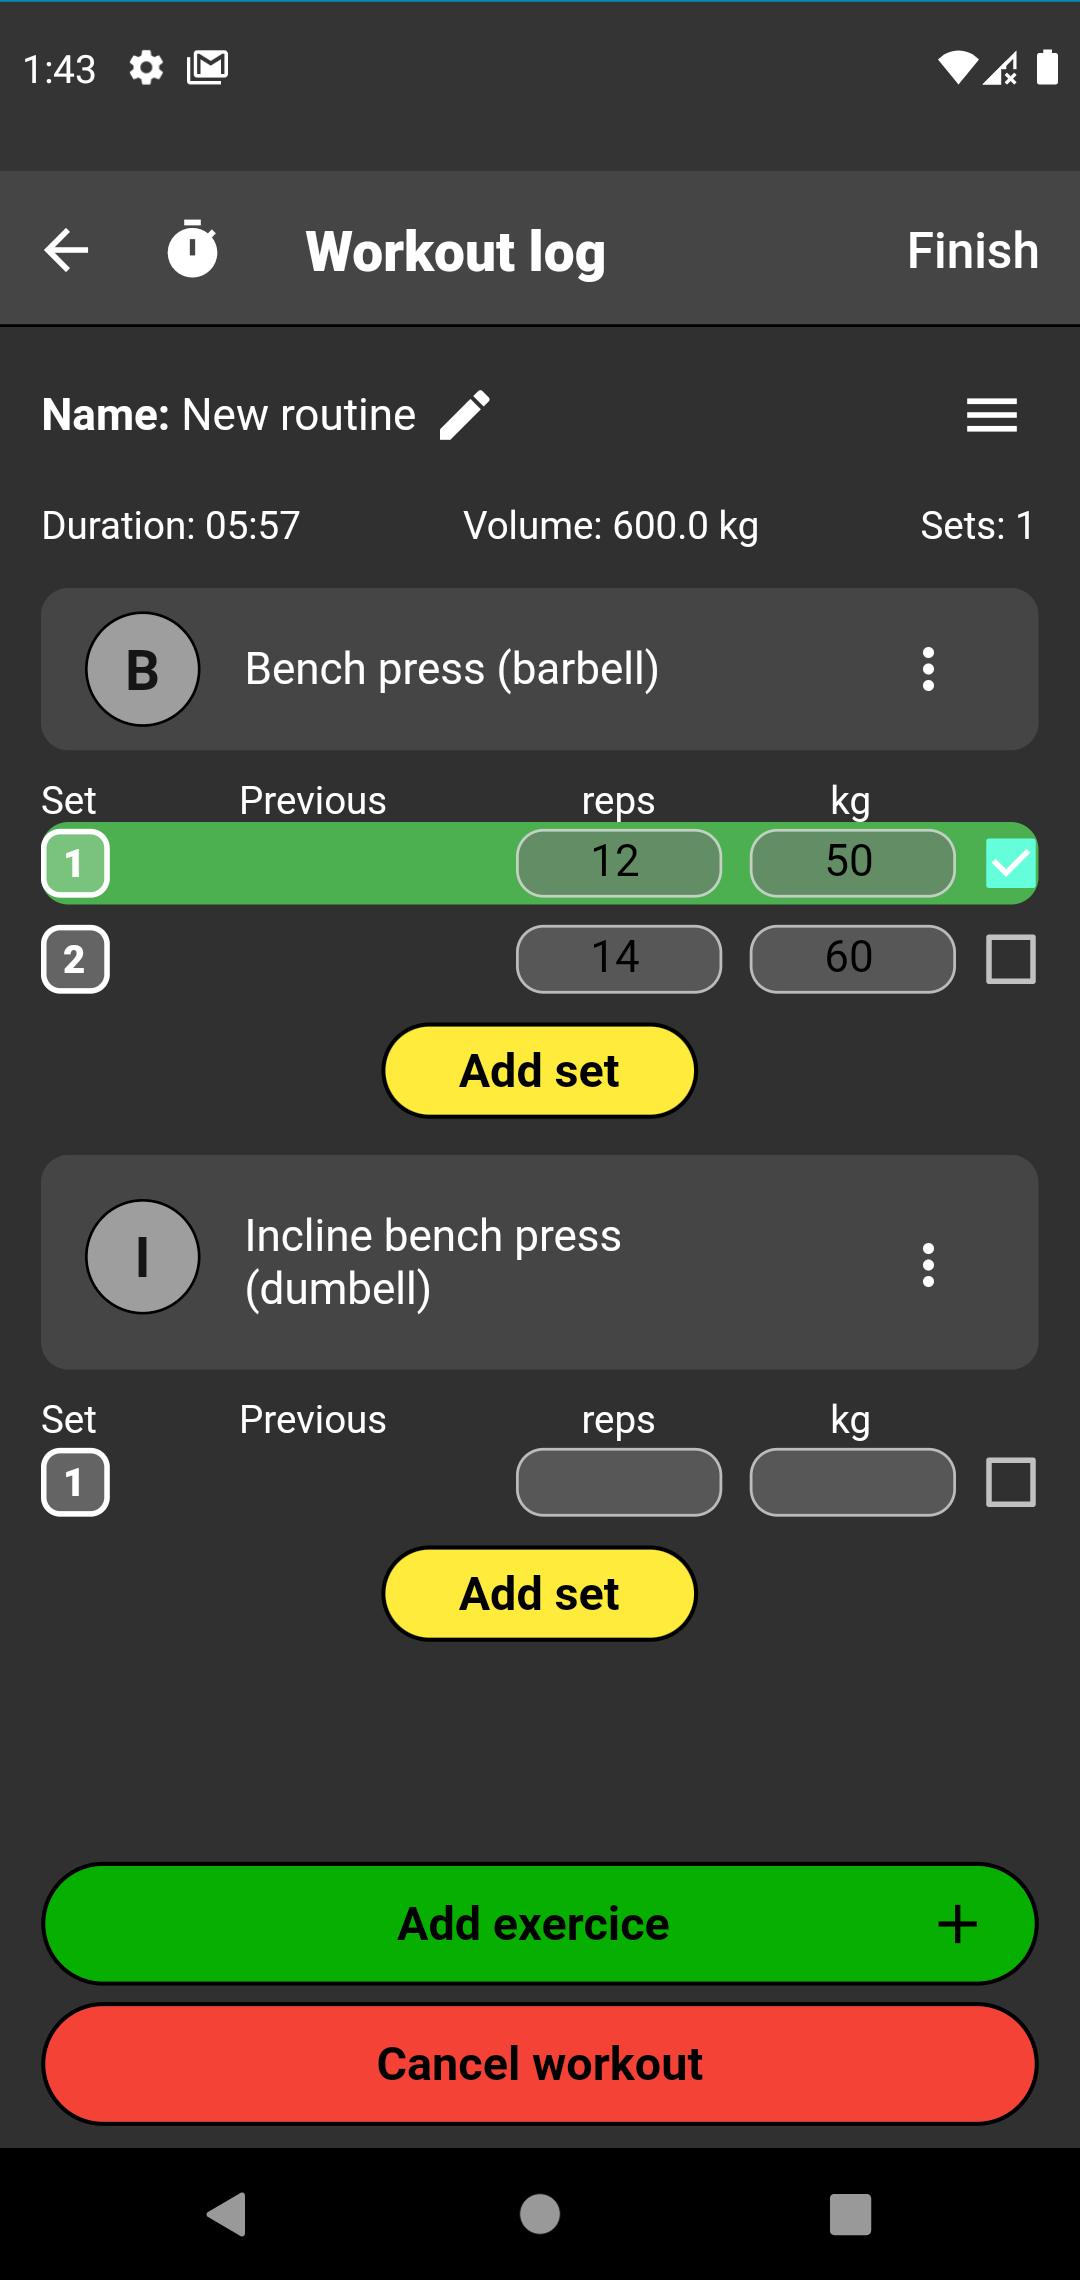 1:43
Workout log Finish
Name: New routine
Duration: 05:57 Volume: 600.0 kg Sets: 1
B Bench press (barbell)
Set Previous reps kg
1 12 50
2 14 60
Add set
I Incline bench press
(dumbell)
Set Previous reps kg
1
Add set
Add exercice +
Cancel workout